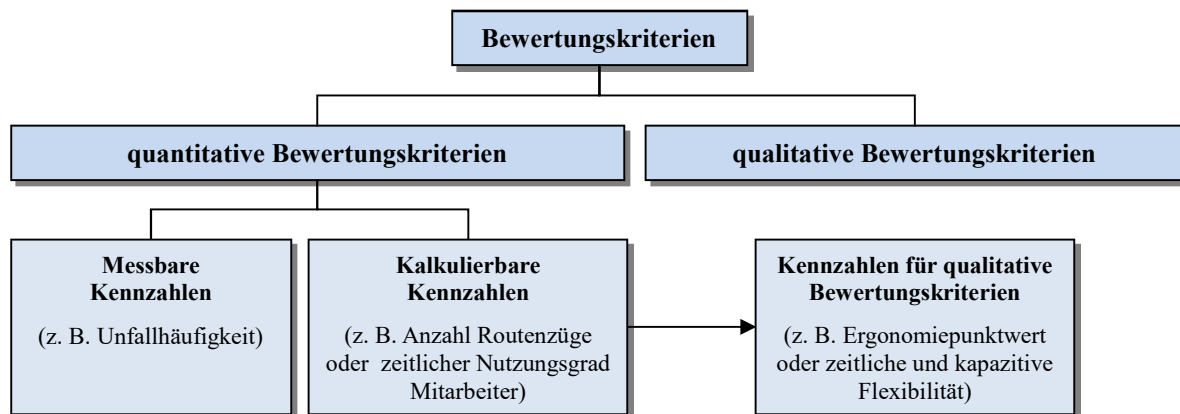 Bewertungskriterien
quantitative Bewertungskriterien
qualitative Bewertungskriterien
Messbare
Kennzahlen
(z. B. Unfallhäufigkeit)
Kalkulierbare
Kennzahlen
(z. B. Anzahl Routenzüge
oder zeitlicher Nutzungsgrad
Mitarbeiter)
Kennzahlen für qualitative
Bewertungskriterien
(z. B. Ergonomiepunktwert
oder zeitliche und kapazitive
Flexibilität)